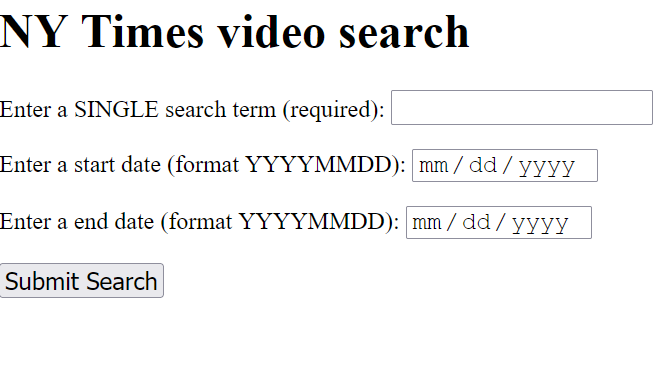 NY Times video search
Enter a SINGLE search term (required):
Enter a start date (format YYYYMMDD): mm/dd/yyyy
Enter a end date (format YYYYMMDD): mm/dd/yyyy
Submit Search